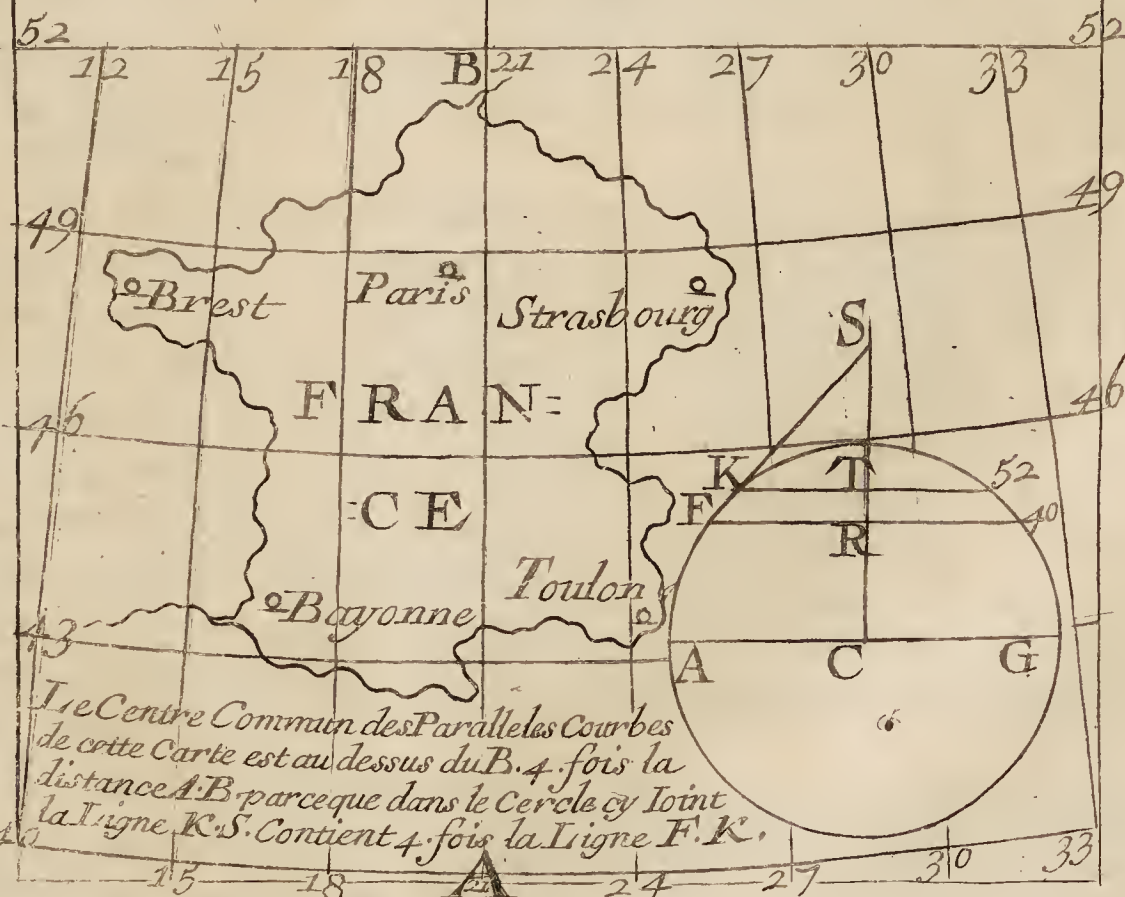 52 52
12 15 18 B 21 24 27 30 33
49 49
Brest Paris Strasbourg
S
FRAN=
46 46
K T 52
=CE F 40
R
Toulon
Bayonne
43
A C G
Le Centre Commun des Paralleles Courbes
de cette Carte est au dessus du B. 4. fois la
distance A. B. parceque dans le Cercle cy Ioint
la Ligne K. S. Contient 4. fois la Ligne F. K.
40 33
15 18 A 21 24 27 30